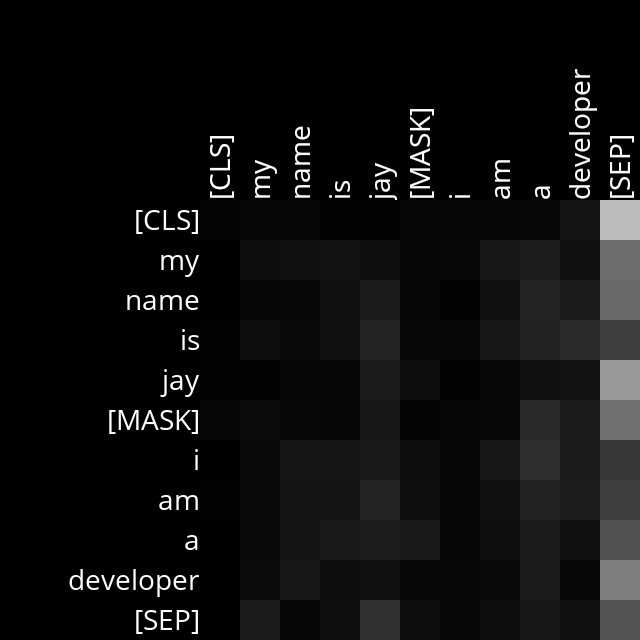 [CLS]
my
name
is
jay
[MASK]
i
am
a
developer
[SEP]
[CLS]
my
name
is
jay
[MASK]
i
am
a
developer
[SEP]